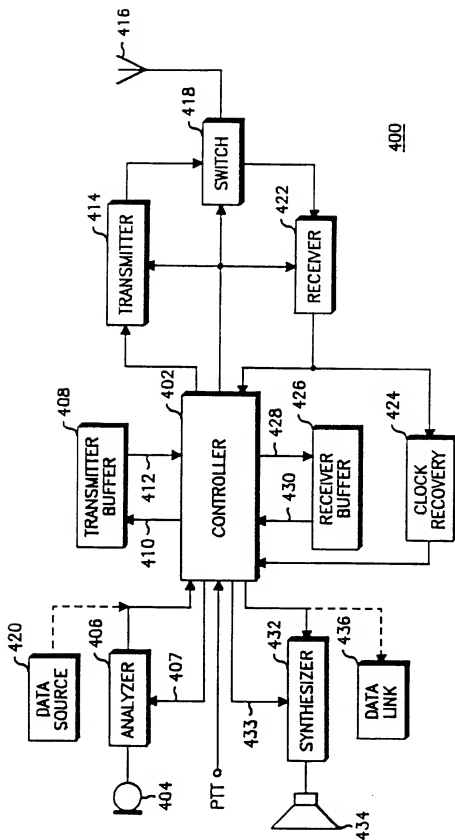 416
418
SWITCH
400
414
TRANSMITTER
422
RECEIVER
408
TRANSMITTER
BUFFER
412
410
402
CONTROLLER
428
430
426
RECEIVER
BUFFER
424
CLOCK
RECOVERY
420
DATA
SOURCE
406
ANALYZER
407
404
PTT
433
432
SYNTHESIZER
436
DATA
LINK
434